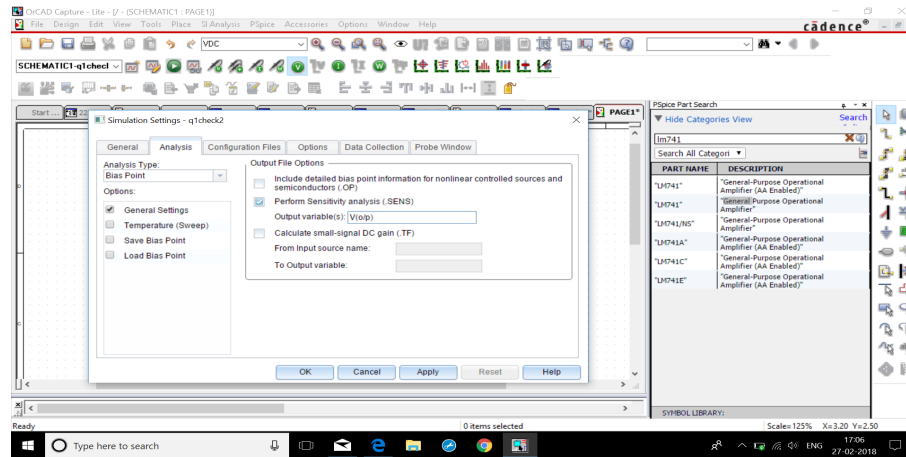 OrCAD Capture - Lite - [/ - (SCHEMATIC1 : PAGE1)]
File Design Edit View Tools Place SI Analysis PSpice Accessories Options Window Help
cādence®
VDC
SCHEMATIC1-q1checl
Start ...
22
PAGE1*
Simulation Settings - q1check2
General Analysis Configuration Files Options Data Collection Probe Window
Analysis Type:
Bias Point
Options:
General Settings
Temperature (Sweep)
Save Bias Point
Load Bias Point
Output File Options
Include detailed bias point information for nonlinear controlled sources and
semiconductors (.OP)
Perform Sensitivity analysis (.SENS)
Output variable(s): V(o/p)
Calculate small-signal DC gain (.TF)
From Input source name:
To Output variable:
OK Cancel Apply Reset Help
PSpice Part Search
Hide Categories View Search
lm741
Search All Categori
PART NAME DESCRIPTION
"LM741" "General-Purpose Operational
Amplifier (AA Enabled)"
"LM741" "General-Purpose Operational
Amplifier"
"LM741/NS" "General-Purpose Operational
Amplifier"
"LM741A" "General-Purpose Operational
Amplifier (AA Enabled)"
"LM741C" "General-Purpose Operational
Amplifier (AA Enabled)"
"LM741E" "General-Purpose Operational
Amplifier (AA Enabled)"
SYMBOL LIBRARY:
Ready 0 items selected Scale=125% X=3.20 Y=2.50
Type here to search
ENG
17:06
27-02-2018